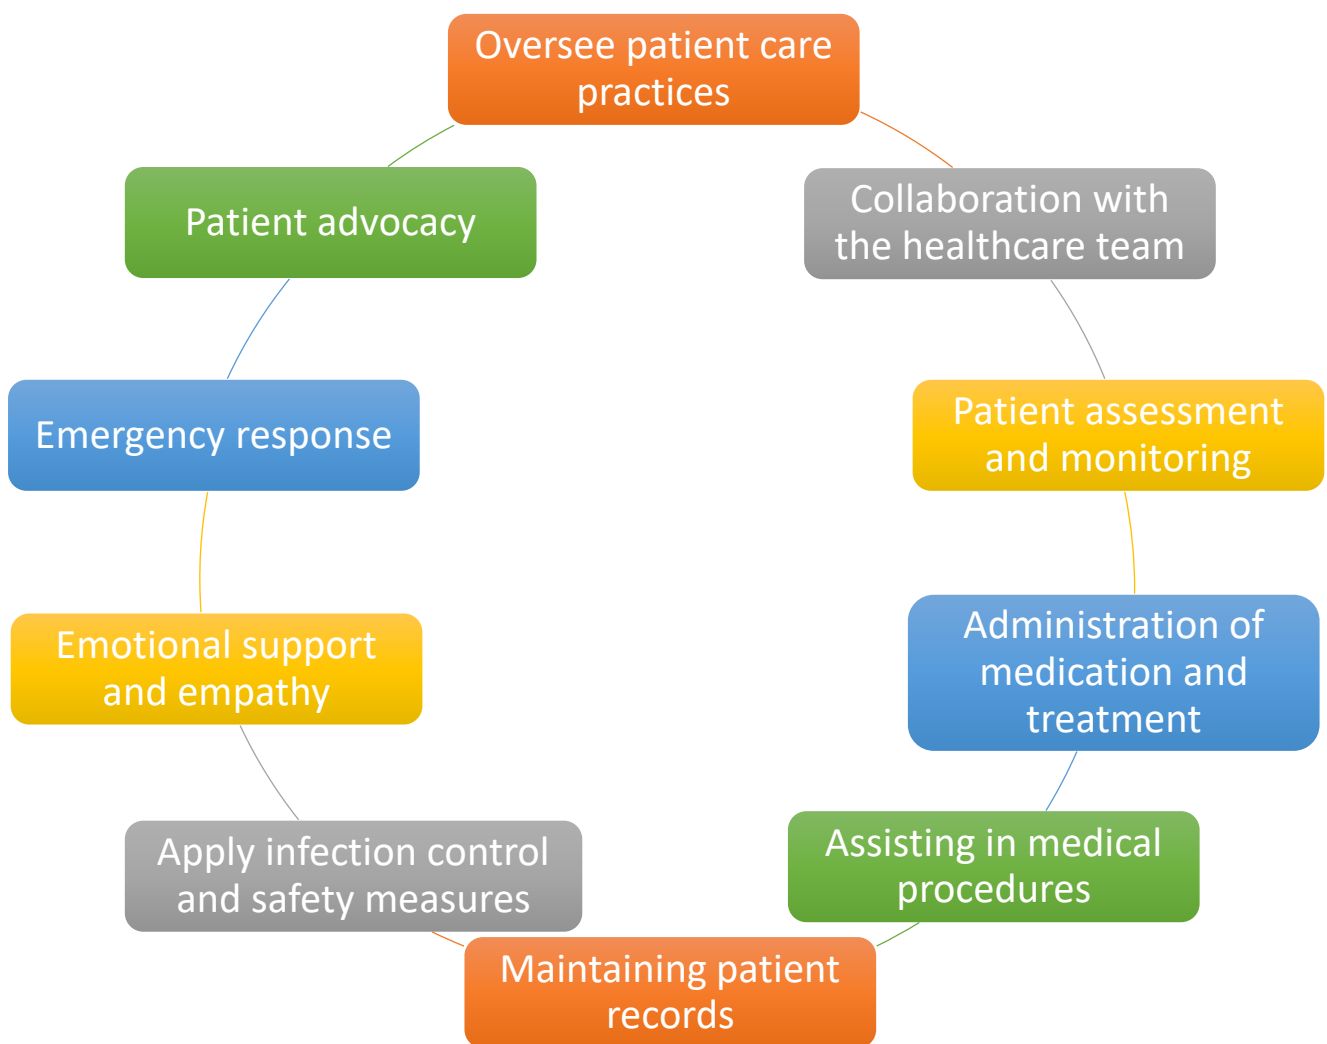 Oversee patient care
practices
Collaboration with
the healthcare team
Patient assessment
and monitoring
Administration of
medication and
treatment
Assisting in medical
procedures
Maintaining patient
records
Apply infection control
and safety measures
Emotional support
and empathy
Emergency response
Patient advocacy